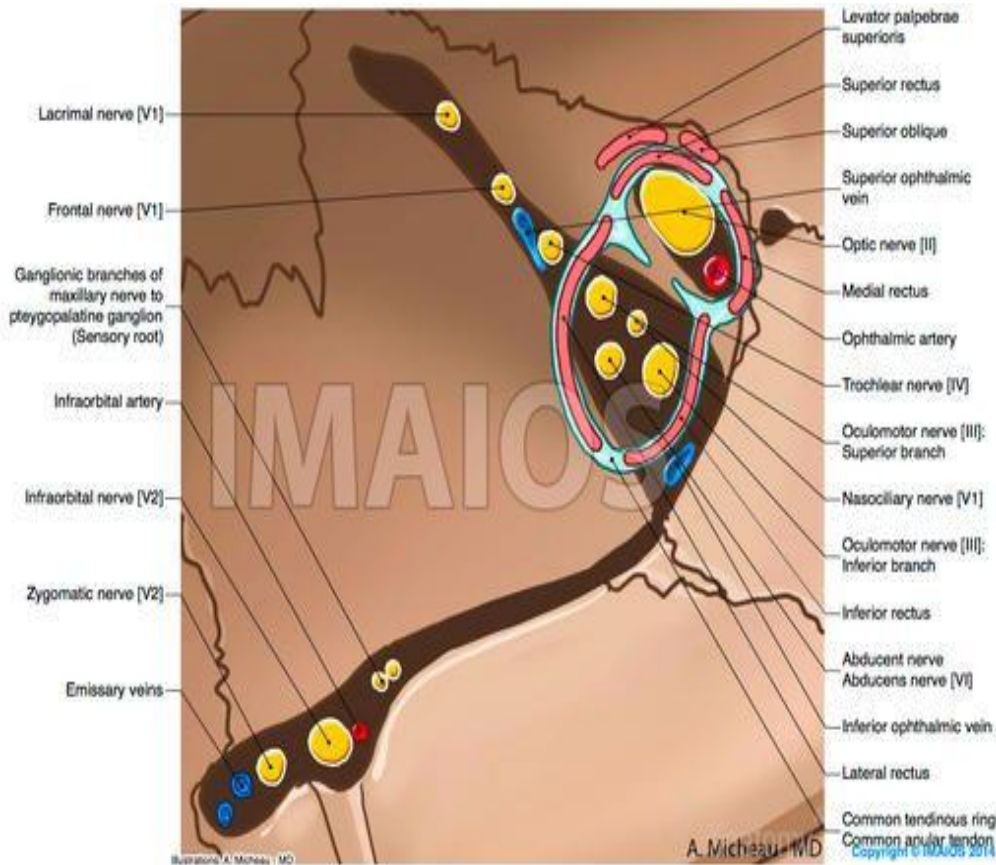 Lacrimal nerve [V1]
Frontal nerve [V1]
Ganglionic branches of
maxillary nerve to
pteygopalatine ganglion
(Sensory root)
Infraorbital artery
Infraorbital nerve [V2]
Zygomatic nerve [V2]
Emissary veins
Levator palpebrae
superioris
Superior rectus
Superior oblique
Superior ophthalmic
vein
Optic nerve [II]
Medial rectus
Ophthalmic artery
Trochlear nerve [IV]
Oculomotor nerve [III]:
Superior branch
Nasociliary nerve [V1]
Oculomotor nerve [III]:
Inferior branch
Inferior rectus
Abducent nerve
Abducens nerve [VI]
Inferior ophthalmic vein
Lateral rectus
Common tendinous ring
Common anular tendon
IMAIOS
A. Micheau - MD
Copyright © IMAIOS 2014
Illustrations: A. Micheau - MD